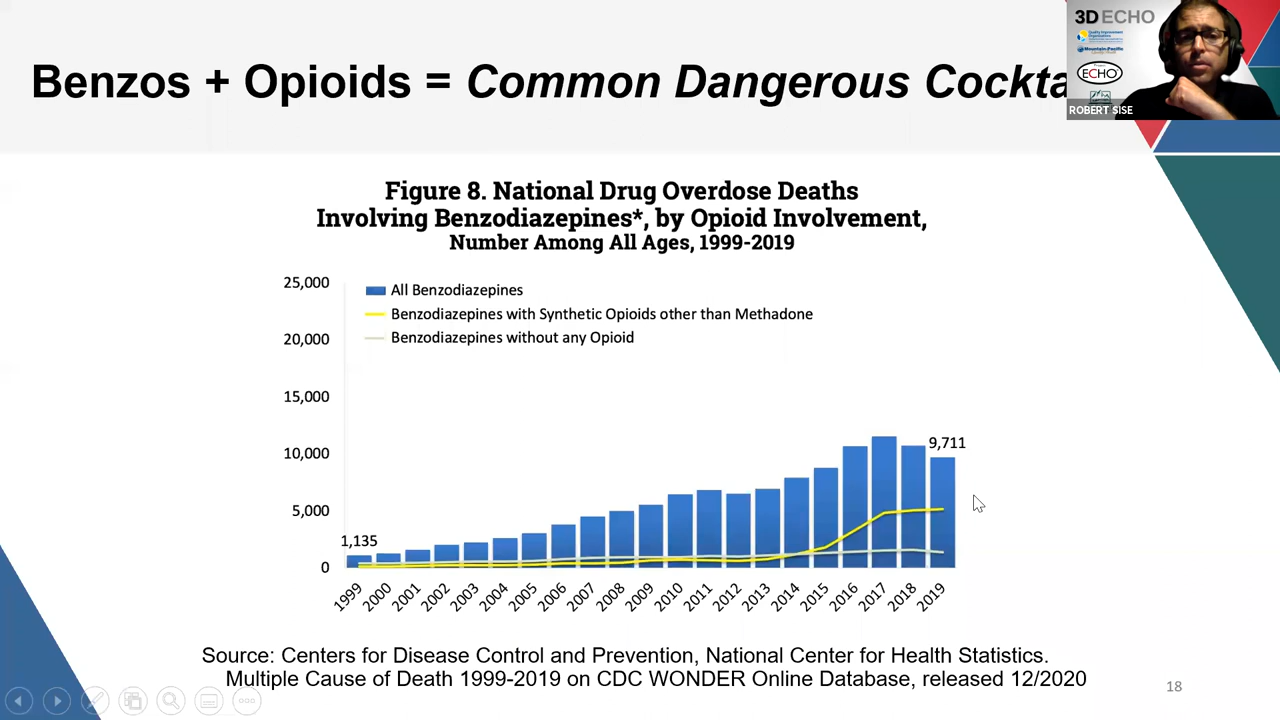 Benzos + Opioids = Common Dangerous Cockta
3D ECHO
Quality Improvement
Organizations
Mountain-Pacific
ECHO
ROBERT SISE
Figure 8. National Drug Overdose Deaths
Involving Benzodiazepines*, by Opioid Involvement,
Number Among All Ages, 1999-2019
25,000
20,000
15,000
10,000
5,000
0
All Benzodiazepines
Benzodiazepines with Synthetic Opioids other than Methadone
Benzodiazepines without any Opioid
1,135
9,711
1999 2000 2001 2002 2003 2004 2005 2006 2007 2008 2009 2010 2011 2012 2013 2014 2015 2016 2017 2018 2019
Source: Centers for Disease Control and Prevention, National Center for Health Statistics.
Multiple Cause of Death 1999-2019 on CDC WONDER Online Database, released 12/2020
18